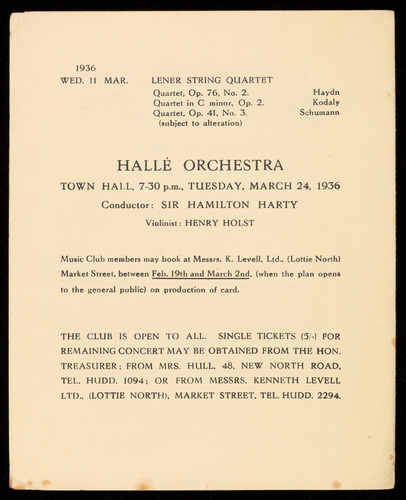 1936
WED. 11 MAR. LENER STRING QUARTET
Quartet, Op. 76, No. 2. Haydn
Quartet in C minor, Op. 2. Kodaly
Quartet, Op. 41, No. 3. Schumann
(subject to alteration)
HALLÉ ORCHESTRA
TOWN HALL, 7-30 p.m., TUESDAY, MARCH 24, 1936
Conductor: SIR HAMILTON HARTY
Violinist: HENRY HOLST
Music Club members may book at Messrs. K. Levell, Ltd., (Lottie North)
Market Street, between Feb. 19th and March 2nd, (when the plan opens
to the general public) on production of card.
THE CLUB IS OPEN TO ALL. SINGLE TICKETS (5/-) FOR
REMAINING CONCERT MAY BE OBTAINED FROM THE HON.
TREASURER; FROM MRS. HULL, 48, NEW NORTH ROAD,
TEL. HUDD. 1094; OR FROM MESSRS. KENNETH LEVELL
LTD., (LOTTIE NORTH), MARKET STREET. TEL. HUDD. 2294.